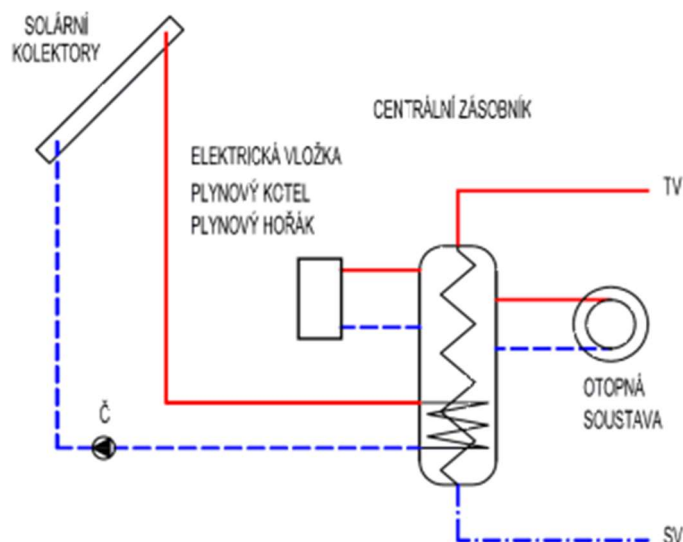 SOLÁRNÍ
KOLEKTORY
CENTRÁLNÍ ZÁSOBNÍK
ELEKTRICKÁ VLOŽKA
PLYNOVÝ KOTEL
PLYNOVÝ HOŘÁK
TV
OTOPNÁ
SOUSTAVA
Č
SV